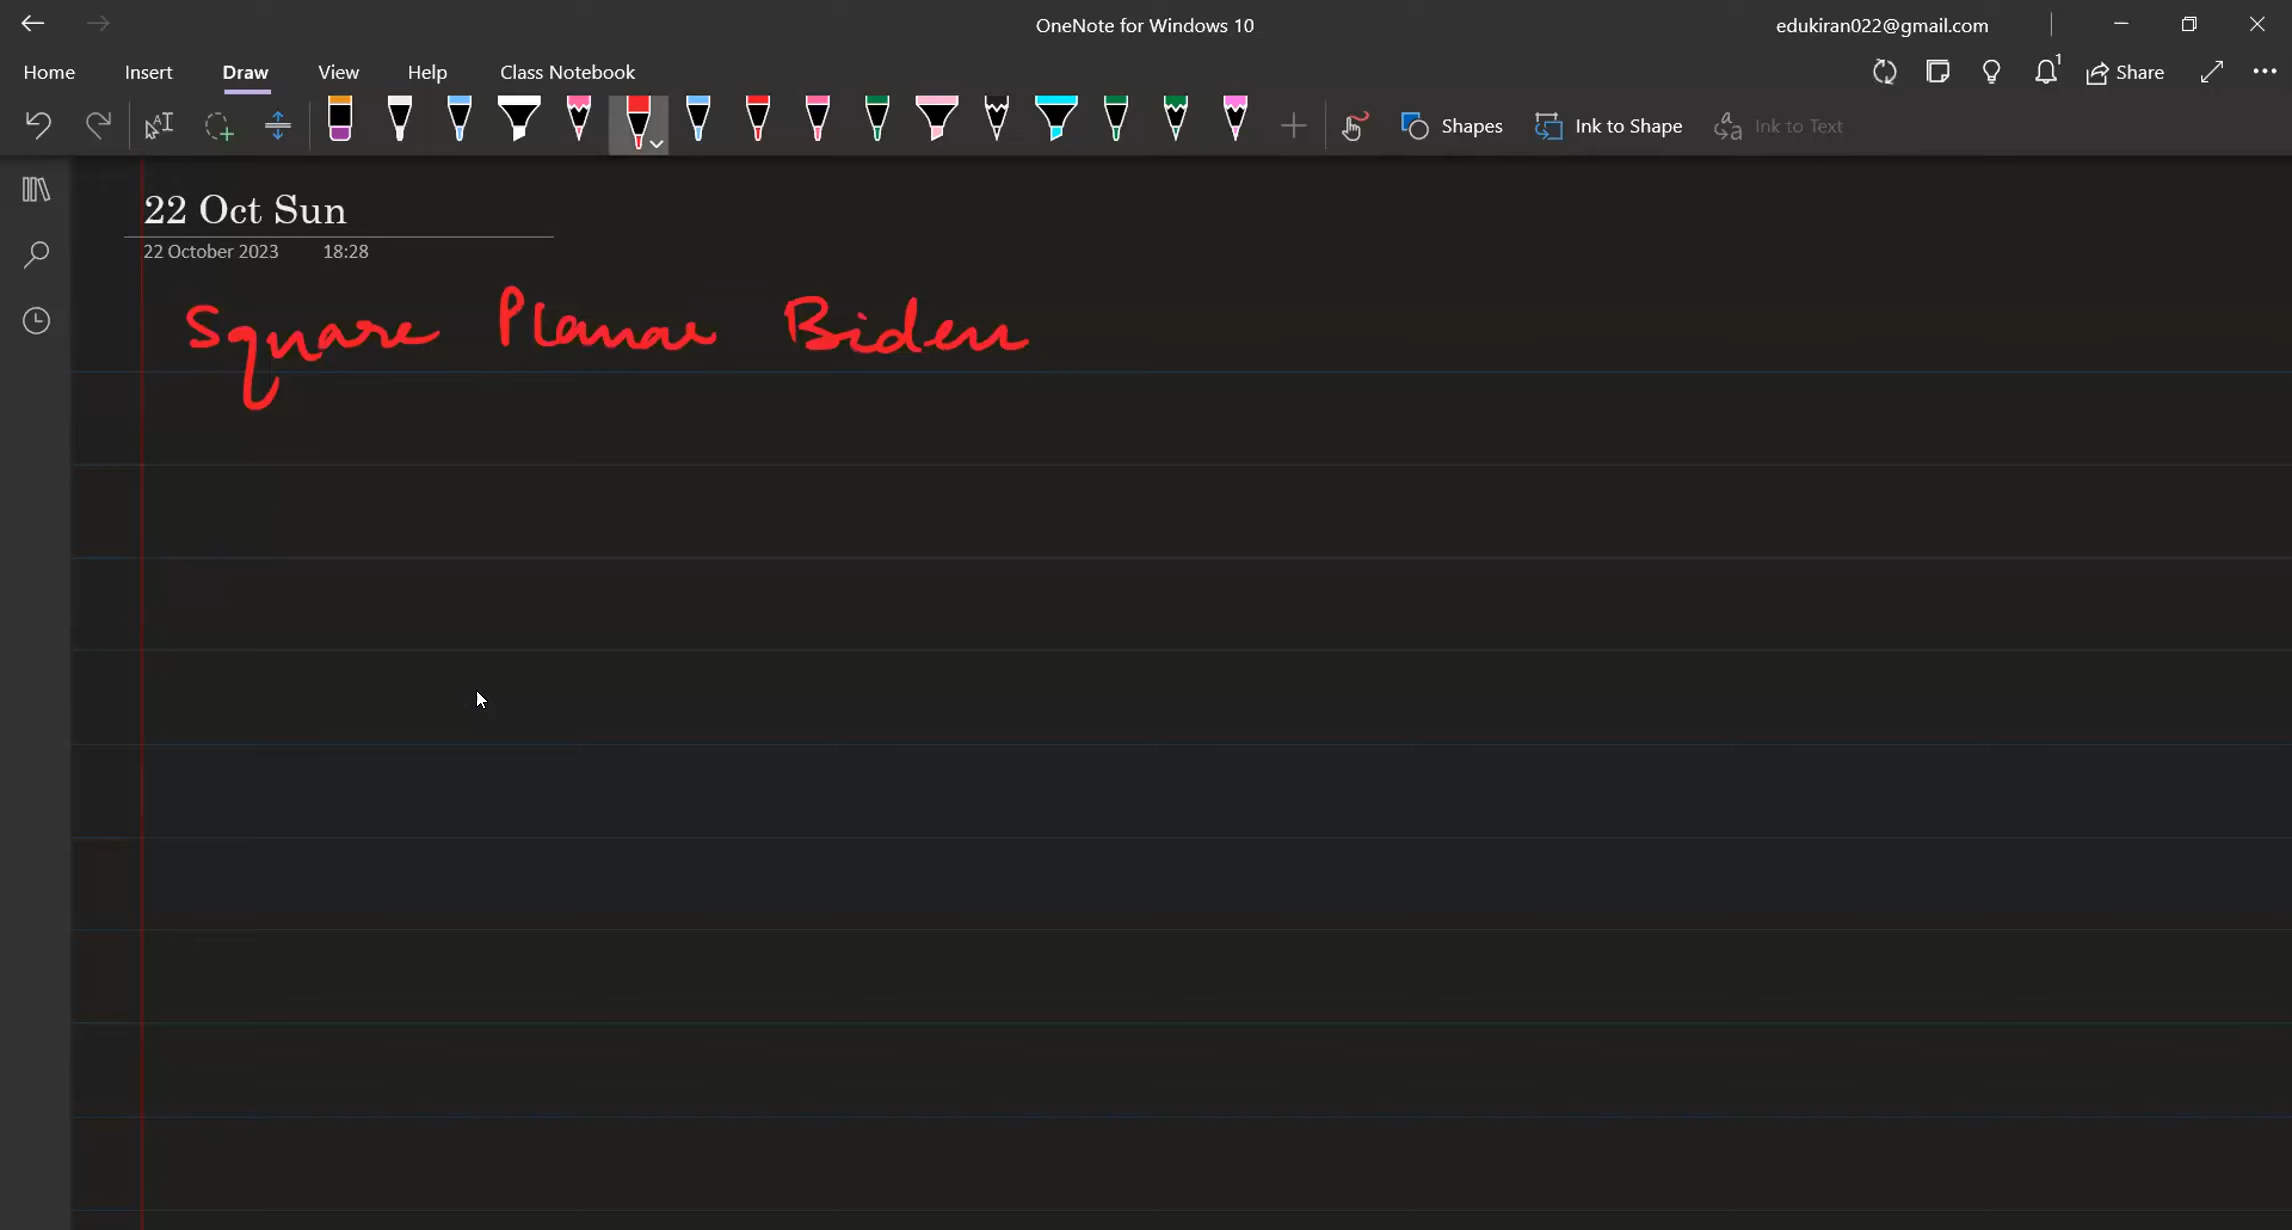 OneNote for Windows 10
edukiran022@gmail.com
Home Insert Draw View Help Class Notebook
1
Share
Shapes Ink to Shape Ink to Text
22 Oct Sun
22 October 2023 18:28
Square Planar Biden